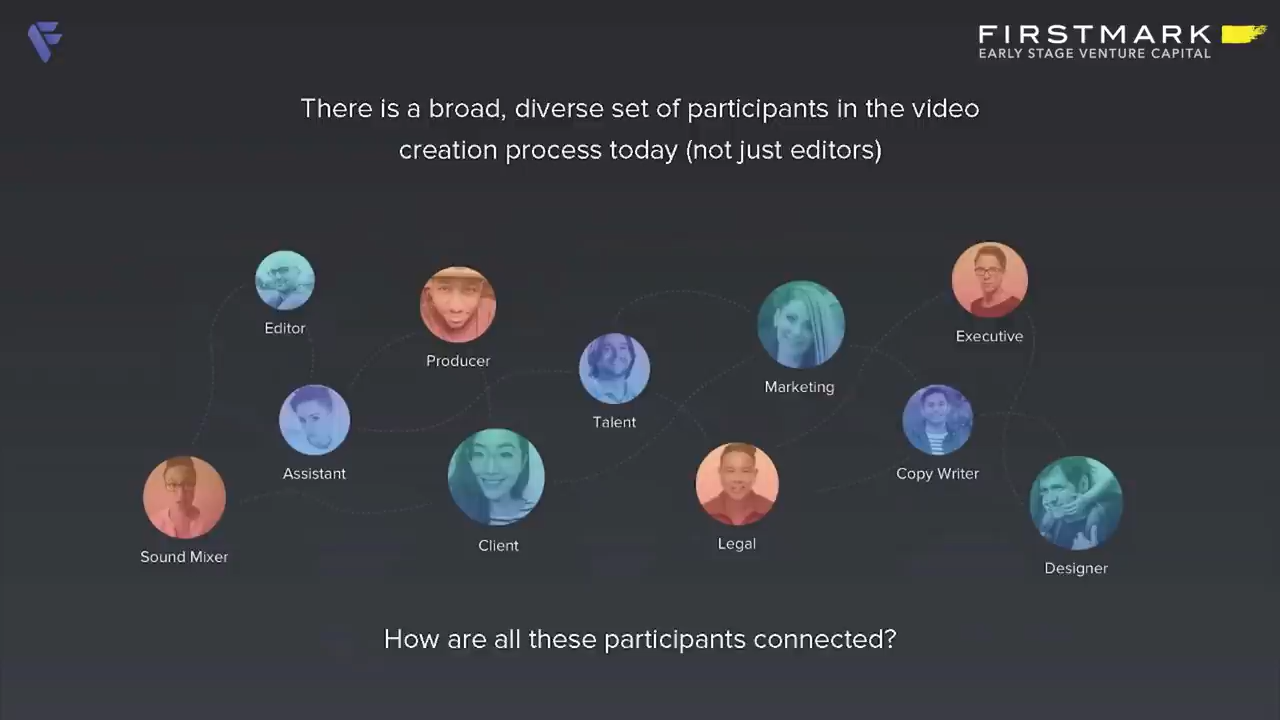 FIRSTMARK
EARLY STAGE VENTURE CAPITAL
There is a broad, diverse set of participants in the video
creation process today (not just editors)
Editor
Producer
Executive
Marketing
Talent
Assistant
Copy Writer
Client
Legal
Sound Mixer
Designer
How are all these participants connected?